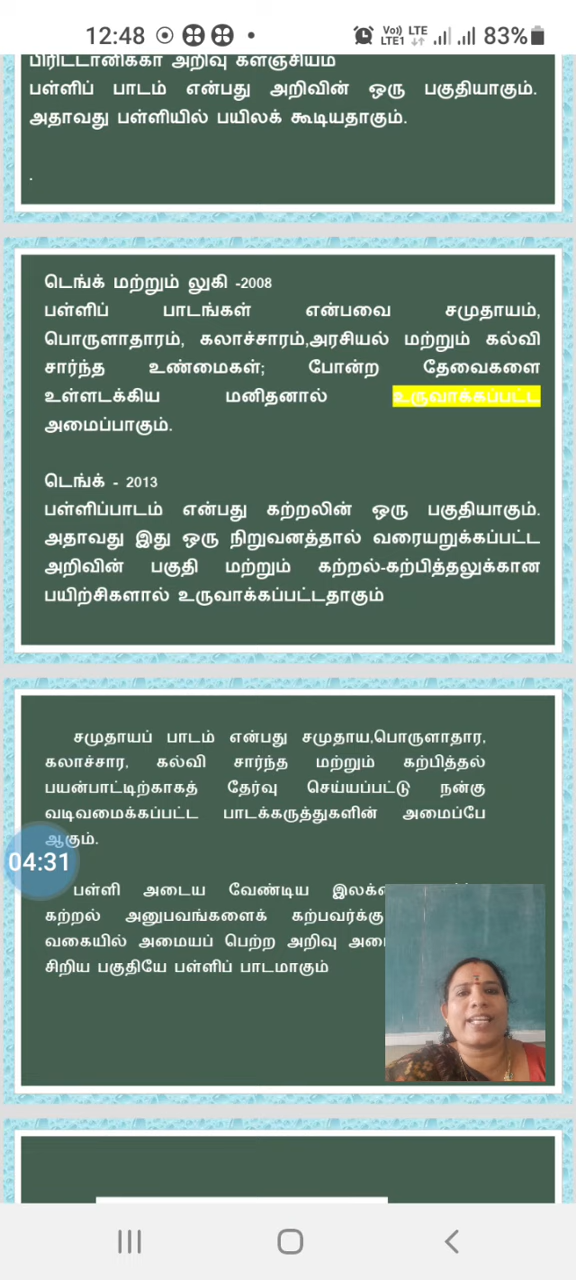 12:48
Vo)) LTE
LTE1
83%
பிரிட்டானிக்கா அறிவு களஞ்சியம்
பள்ளிப் பாடம் என்பது அறிவின் ஒரு பகுதியாகும்.
அதாவது பள்ளியில் பயிலக் கூடியதாகும்.
.
டெங்க் மற்றும் லுகி -2008
பள்ளிப் பாடங்கள் என்பவை சமுதாயம்,
பொருளாதாரம், கலாச்சாரம்,அரசியல் மற்றும் கல்வி
சார்ந்த உண்மைகள்; போன்ற தேவைகளை
உள்ளடக்கிய மனிதனால் உருவாக்கப்பட்ட
அமைப்பாகும்.
டெங்க் - 2013
பள்ளிப்பாடம் என்பது கற்றலின் ஒரு பகுதியாகும்.
அதாவது இது ஒரு நிறுவனத்தால் வரையறுக்கப்பட்ட
அறிவின் பகுதி மற்றும் கற்றல்-கற்பித்தலுக்கான
பயிற்சிகளால் உருவாக்கப்பட்டதாகும்
சமுதாயப் பாடம் என்பது சமுதாய,பொருளாதார,
கலாச்சார, கல்வி சார்ந்த மற்றும் கற்பித்தல்
பயன்பாட்டிற்காகத் தேர்வு செய்யப்பட்டு நன்கு
வடிவமைக்கப்பட்ட பாடக்கருத்துகளின் அமைப்பே
ஆகும்.
04:31
பள்ளி அடைய வேண்டிய
கற்றல் அனுபவங்களைக்
வகையில் அமையப் பெற்ற அறிவு
சிறிய பகுதியே பள்ளிப் பாடமாகும்